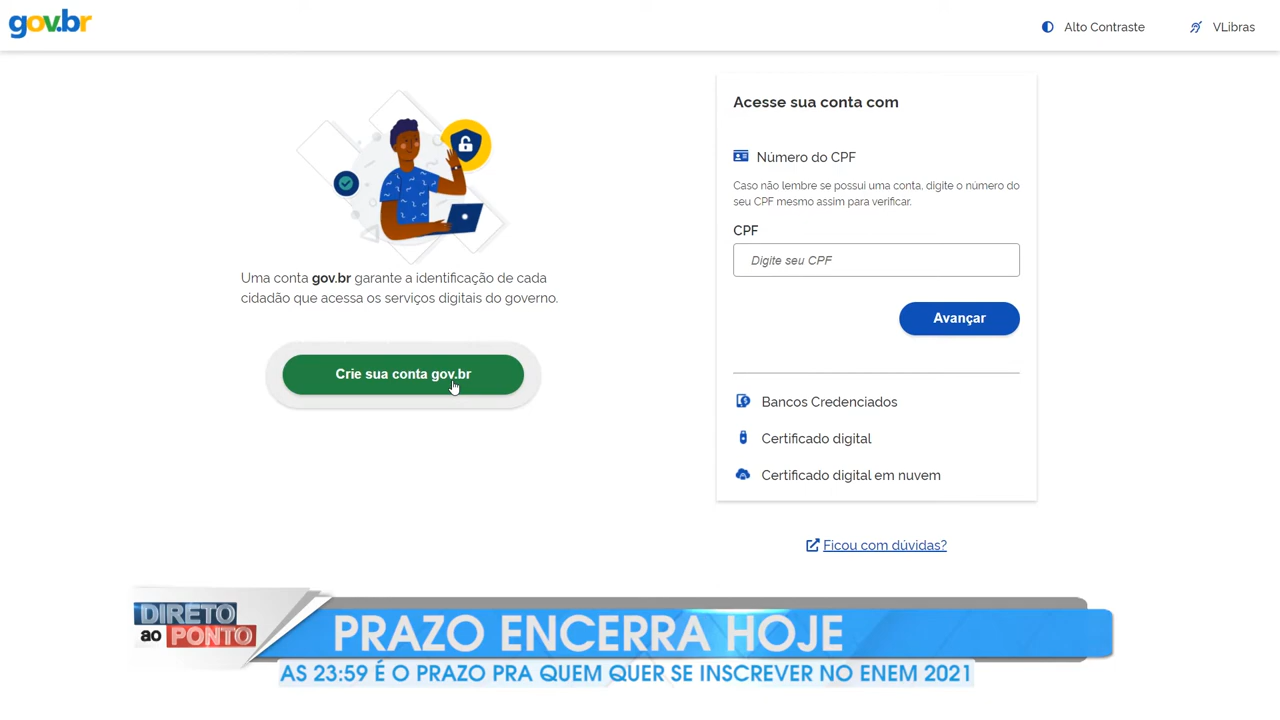 gov.br
Alto Contraste
VLibras
Uma conta gov.br garante a identificação de cada
cidadão que acessa os serviços digitais do governo.
Crie sua conta gov.br
Acesse sua conta com
Número do CPF
Caso não lembre se possui uma conta, digite o número do
seu CPF mesmo assim para verificar.
CPF
Digite seu CPF
Avançar
Bancos Credenciados
Certificado digital
Certificado digital em nuvem
Ficou com dúvidas?
DIRETO
ao PONTO
PRAZO ENCERRA HOJE
AS 23:59 É O PRAZO PRA QUEM QUER SE INSCREVER NO ENEM 2021